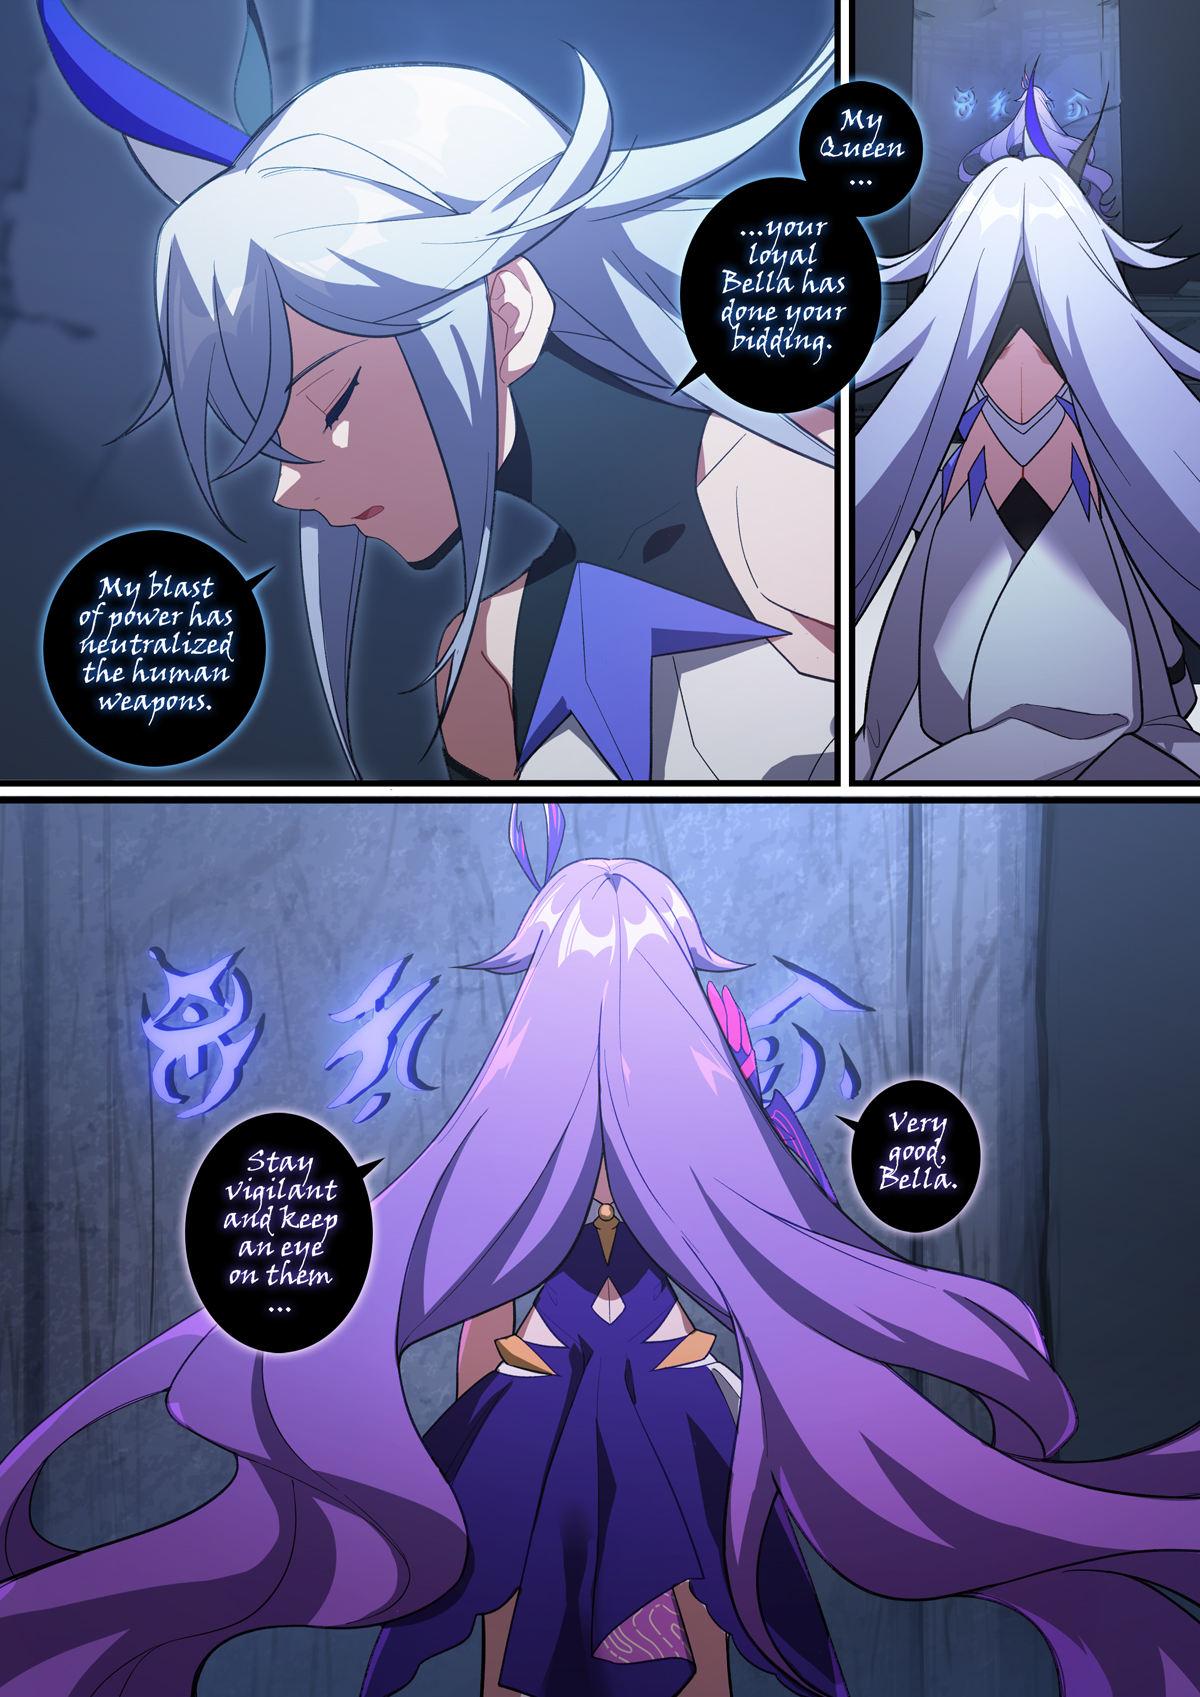 My
Queen
...
...your
loyal
Bella has
done your
bidding.
My blast
of power has
neutralized
the human
weapons.
Very
good,
Bella.
Stay
vigilant
and keep
an eye
on them
...